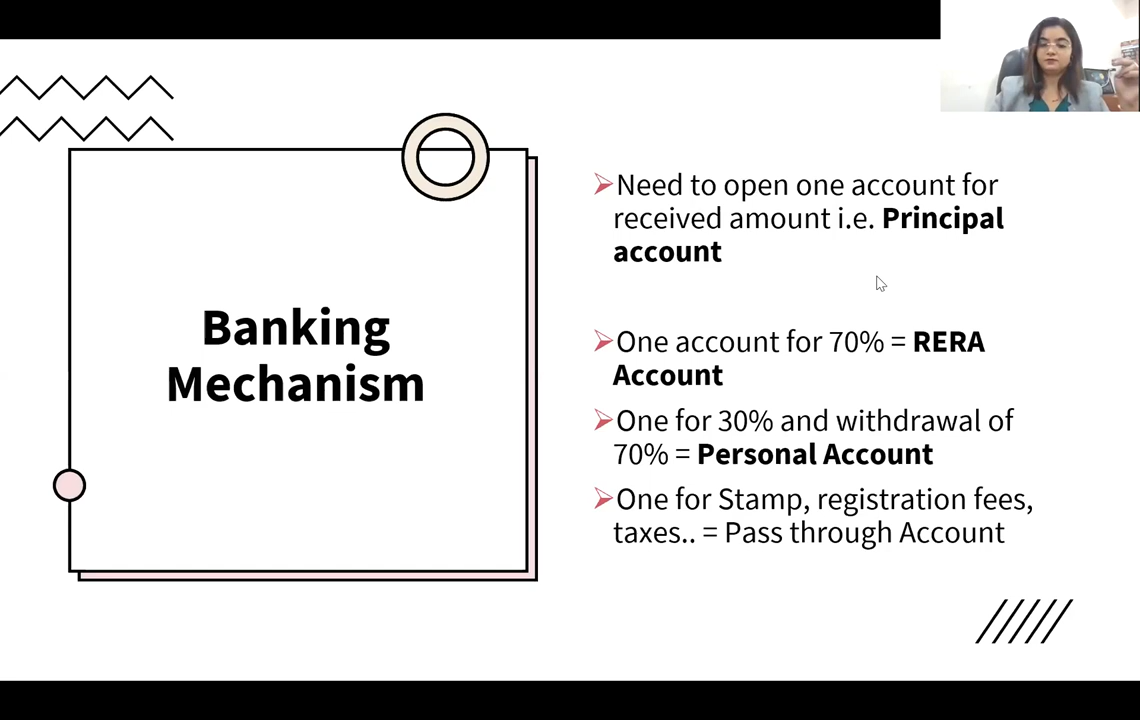 Banking
Mechanism
Need to open one account for
received amount i.e. Principal
account
One account for 70% = RERA
Account
One for 30% and withdrawal of
70% = Personal Account
One for Stamp, registration fees,
taxes.. = Pass through Account